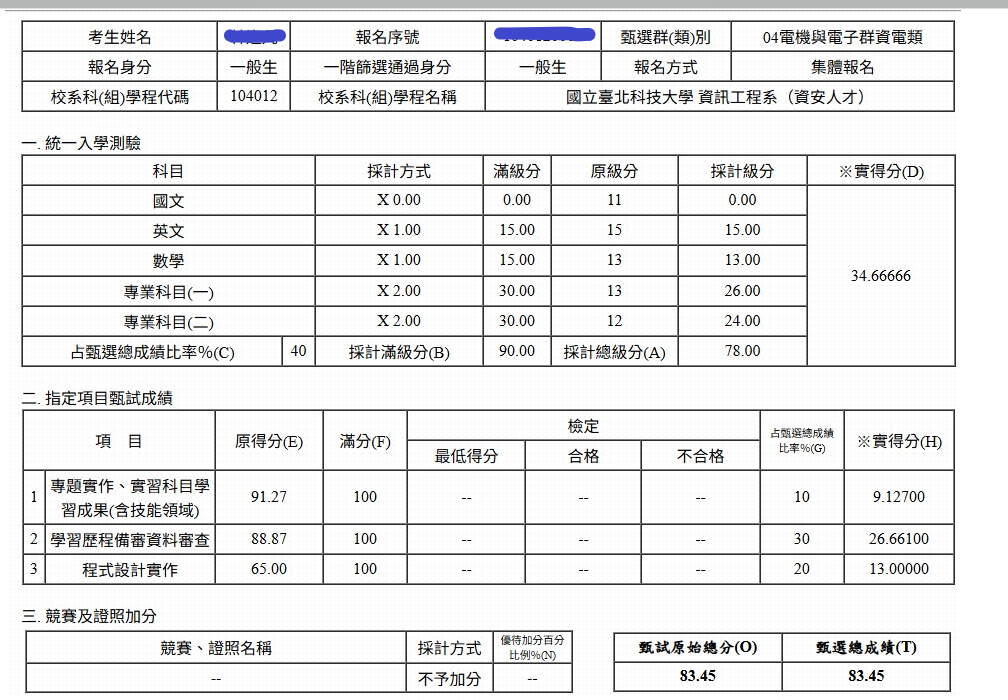 考生姓名 報名序號 甄選群(類)別 04電機與電子群資電類
報名身分 一般生 一階篩選通過身分 一般生 報名方式 集體報名
校系科(組)學程代碼 104012 校系科(組)學程名稱 國立臺北科技大學 資訊工程系（資安人才）
一. 統一入學測驗
科目 採計方式 滿級分 原級分 採計級分 ※實得分(D)
國文 X 0.00 0.00 11 0.00
英文 X 1.00 15.00 15 15.00
數學 X 1.00 15.00 13 13.00
34.66666
專業科目(一) X 2.00 30.00 13 26.00
專業科目(二) X 2.00 30.00 12 24.00
占甄選總成績比率%(C) 40 採計滿級分(B) 90.00 採計總級分(A) 78.00
二. 指定項目甄試成績
項 目 原得分(E) 滿分(F) 檢定 占甄選總成績
比率%(G) ※實得分(H)
最低得分 合格 不合格
1 專題實作、實習科目學
習成果(含技能領域) 91.27 100 -- -- -- 10 9.12700
2 學習歷程備審資料審查 88.87 100 -- -- -- 30 26.66100
3 程式設計實作 65.00 100 -- -- -- 20 13.00000
三. 競賽及證照加分
競賽、證照名稱 採計方式 優待加分百分
比例%(N)
-- 不予加分 --
甄試原始總分(O) 甄選總成績(T)
83.45 83.45